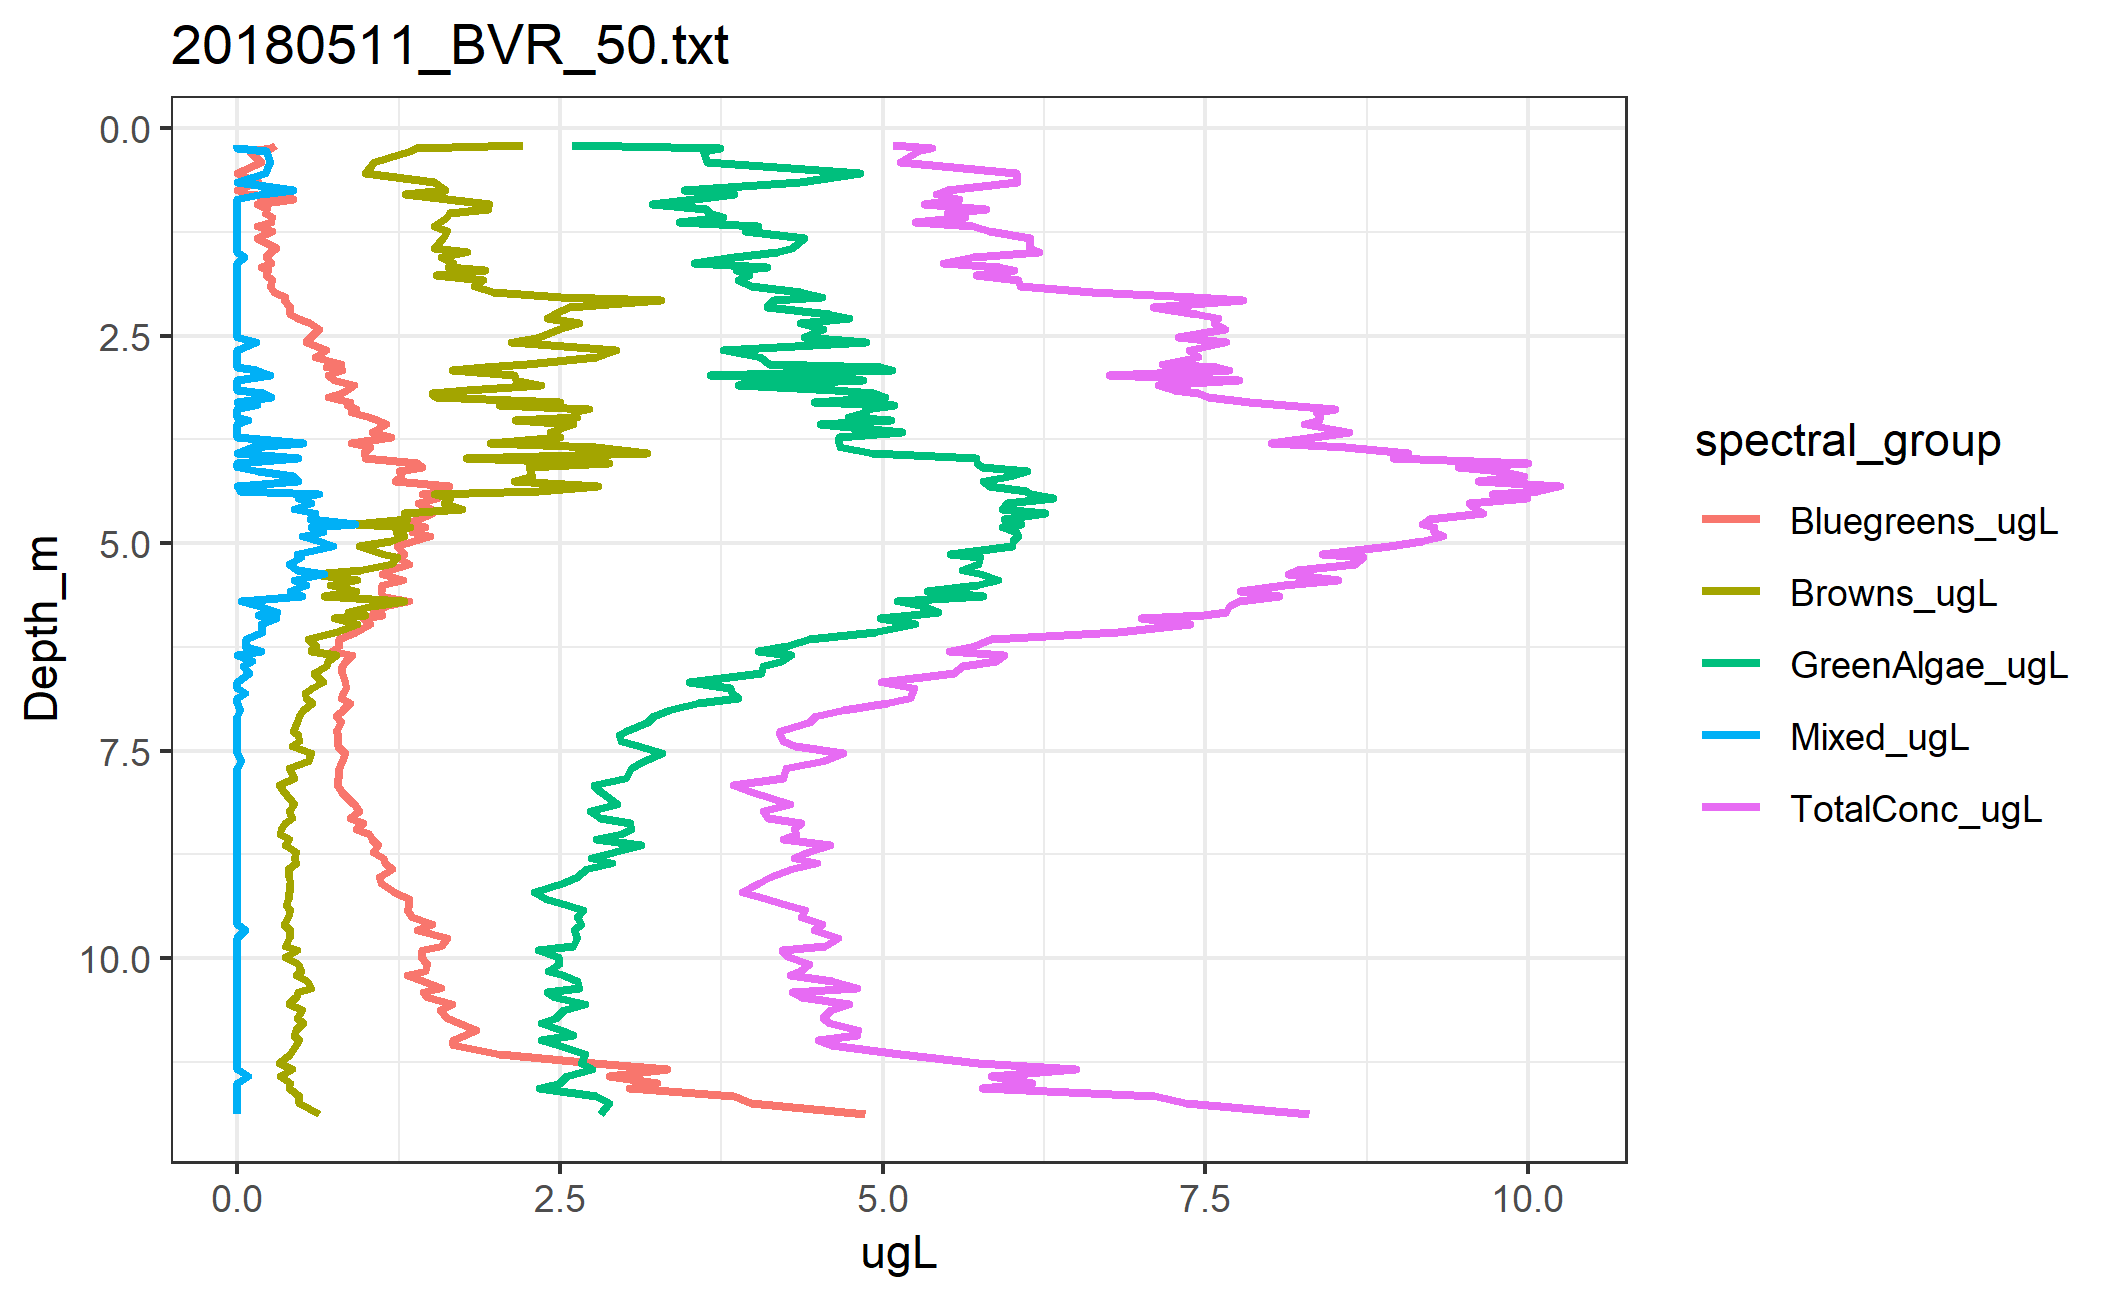 20180511_BVR_50.txt
0.0
2.5
5.0
7.5
10.0
Depth_m
0.0 2.5 5.0 7.5 10.0
ugL
spectral_group
Bluegreens_ugL
Browns_ugL
GreenAlgae_ugL
Mixed_ugL
TotalConc_ugL